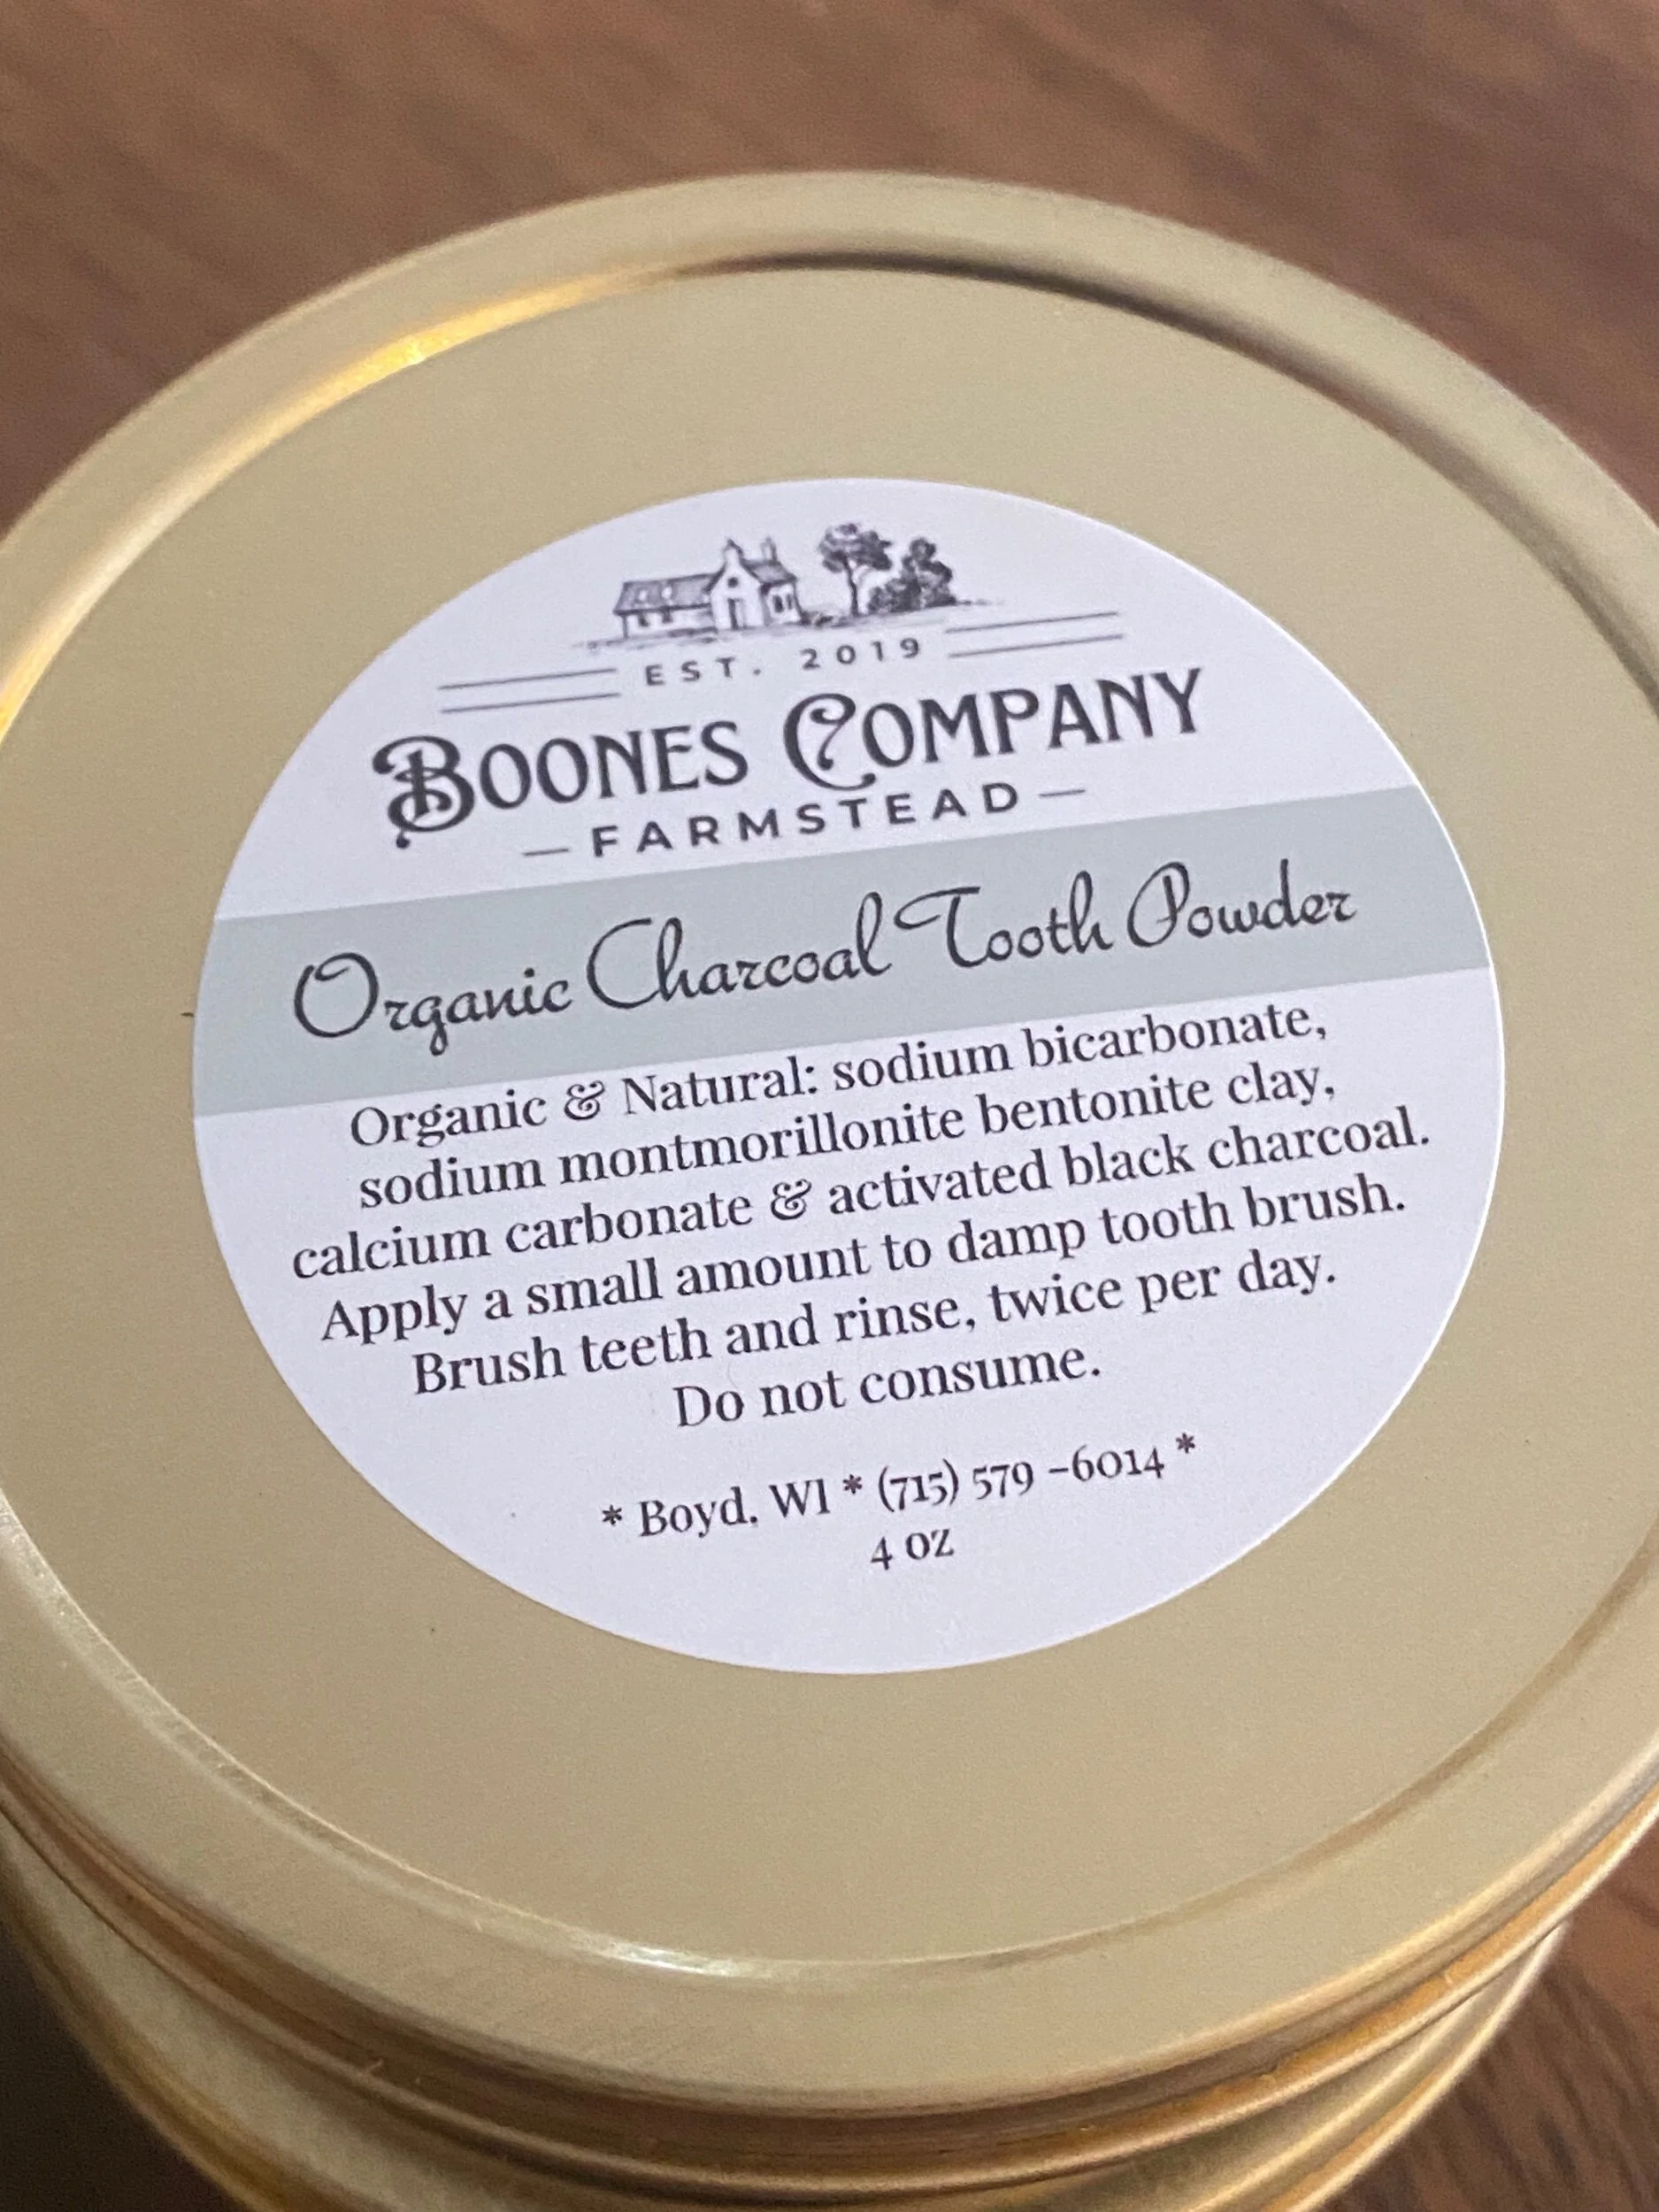 EST. 2019
BOONES COMPANY
— FARMSTEAD —
Organic Charcoal Tooth Powder
Organic & Natural: sodium bicarbonate,
sodium montmorillonite bentonite clay,
calcium carbonate & activated black charcoal.
Apply a small amount to damp tooth brush.
Brush teeth and rinse, twice per day.
Do not consume.
* Boyd, WI * (715) 579 -6014 *
4 oz